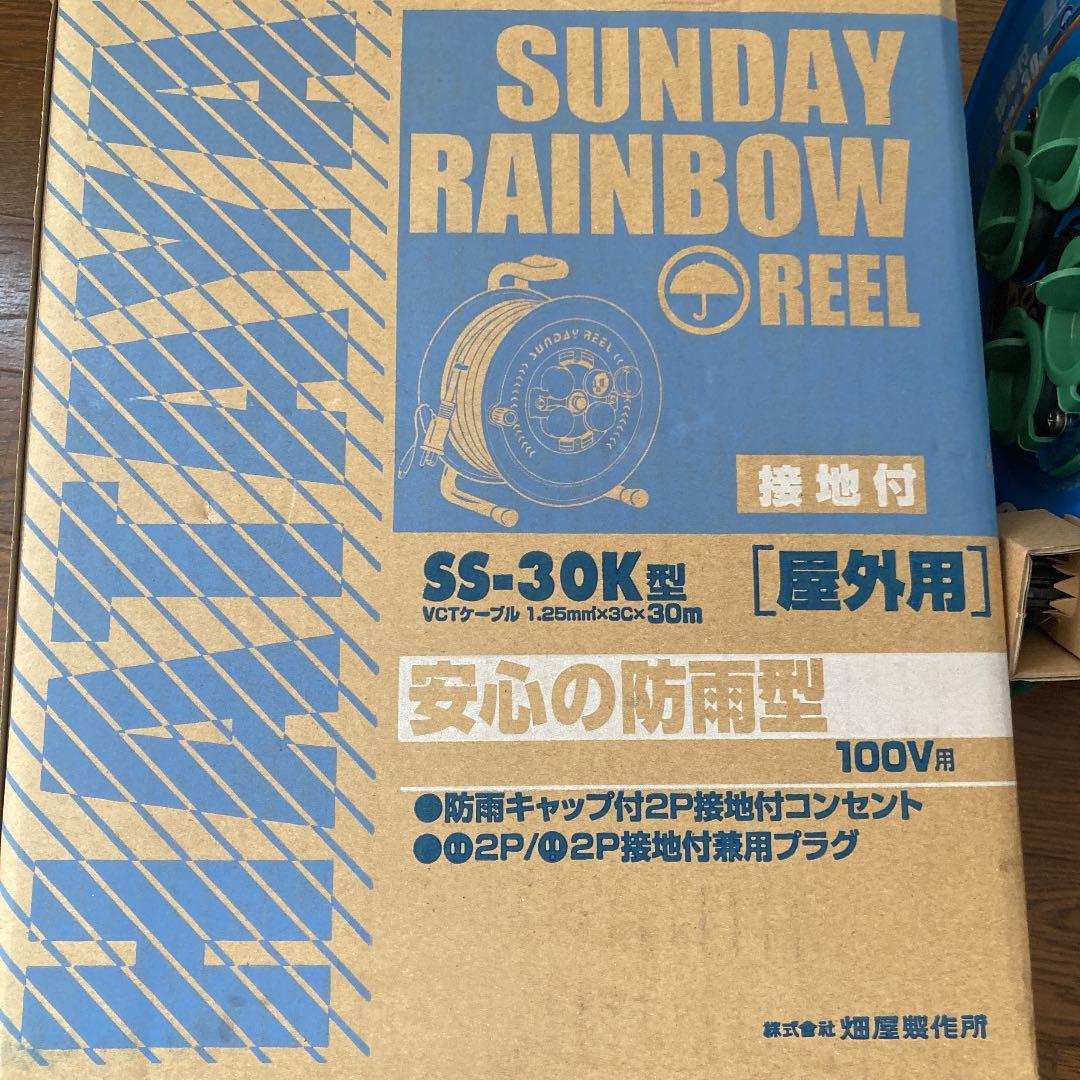 HATAYA
SUNDAY
RAINBOW
REEL
SUNDAY REEL
接地付
SS-30K型
VCTケーブル 1.25m㎡×3C×30m
[屋外用]
安心の防雨型
100V用
●防雨キャップ付2P接地付コンセント
●2P/2P接地付兼用プラグ
株式会社 畑屋製作所